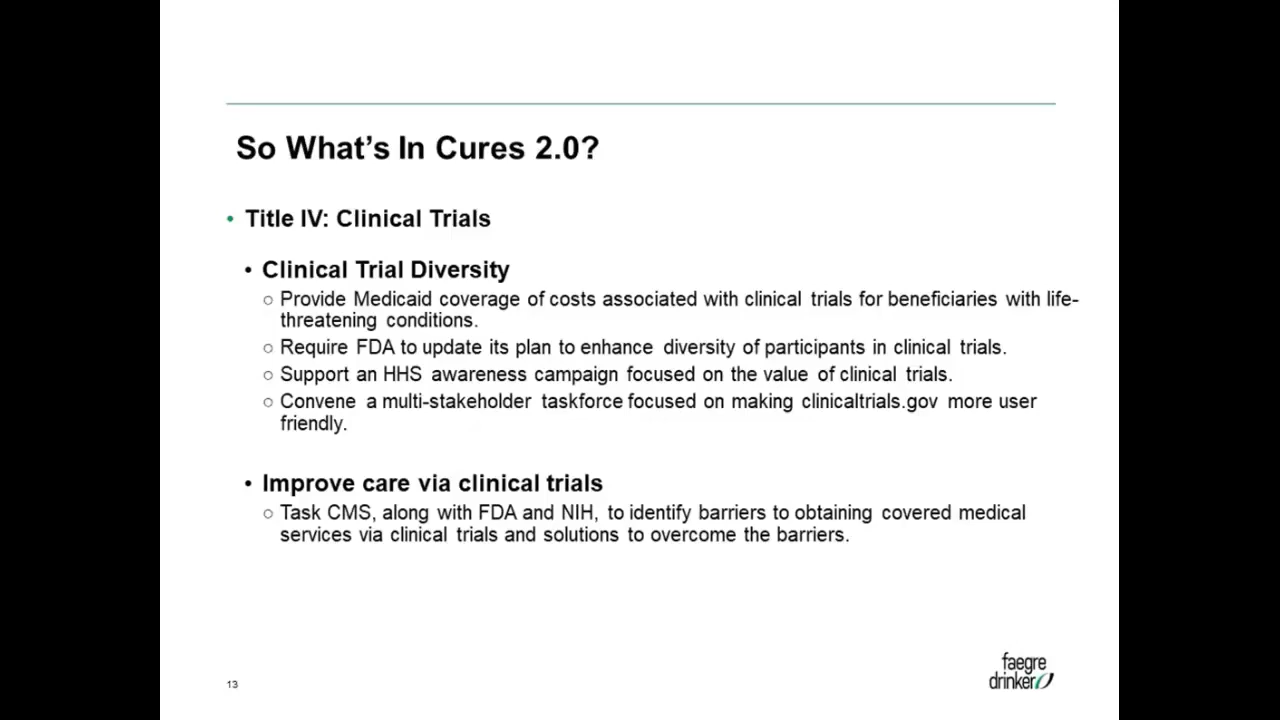 So What's In Cures 2.0?
• Title IV: Clinical Trials
• Clinical Trial Diversity
○ Provide Medicaid coverage of costs associated with clinical trials for beneficiaries with life-
threatening conditions.
○ Require FDA to update its plan to enhance diversity of participants in clinical trials.
○ Support an HHS awareness campaign focused on the value of clinical trials.
○ Convene a multi-stakeholder taskforce focused on making clinicaltrials.gov more user
friendly.
• Improve care via clinical trials
○ Task CMS, along with FDA and NIH, to identify barriers to obtaining covered medical
services via clinical trials and solutions to overcome the barriers.
13
faegre
drinker